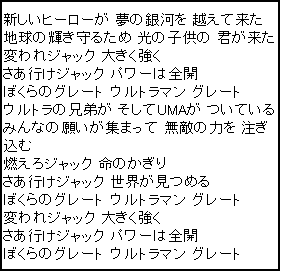 新しいヒーローが 夢の銀河を 越えて来た
地球の輝き守るため 光の子供の 君が来た
変われジャック 大きく強く
さあ行けジャック パワーは全開
ぼくらのグレート ウルトラマン グレート
ウルトラの兄弟が そしてUMAが ついている
みんなの願いが集まって 無敵の力を 注ぎ
込む
燃えろジャック 命のかぎり
さあ行けジャック 世界が見つめる
ぼくらのグレート ウルトラマン グレート
変われジャック 大きく強く
さあ行けジャック パワーは全開
ぼくらのグレート ウルトラマン グレート